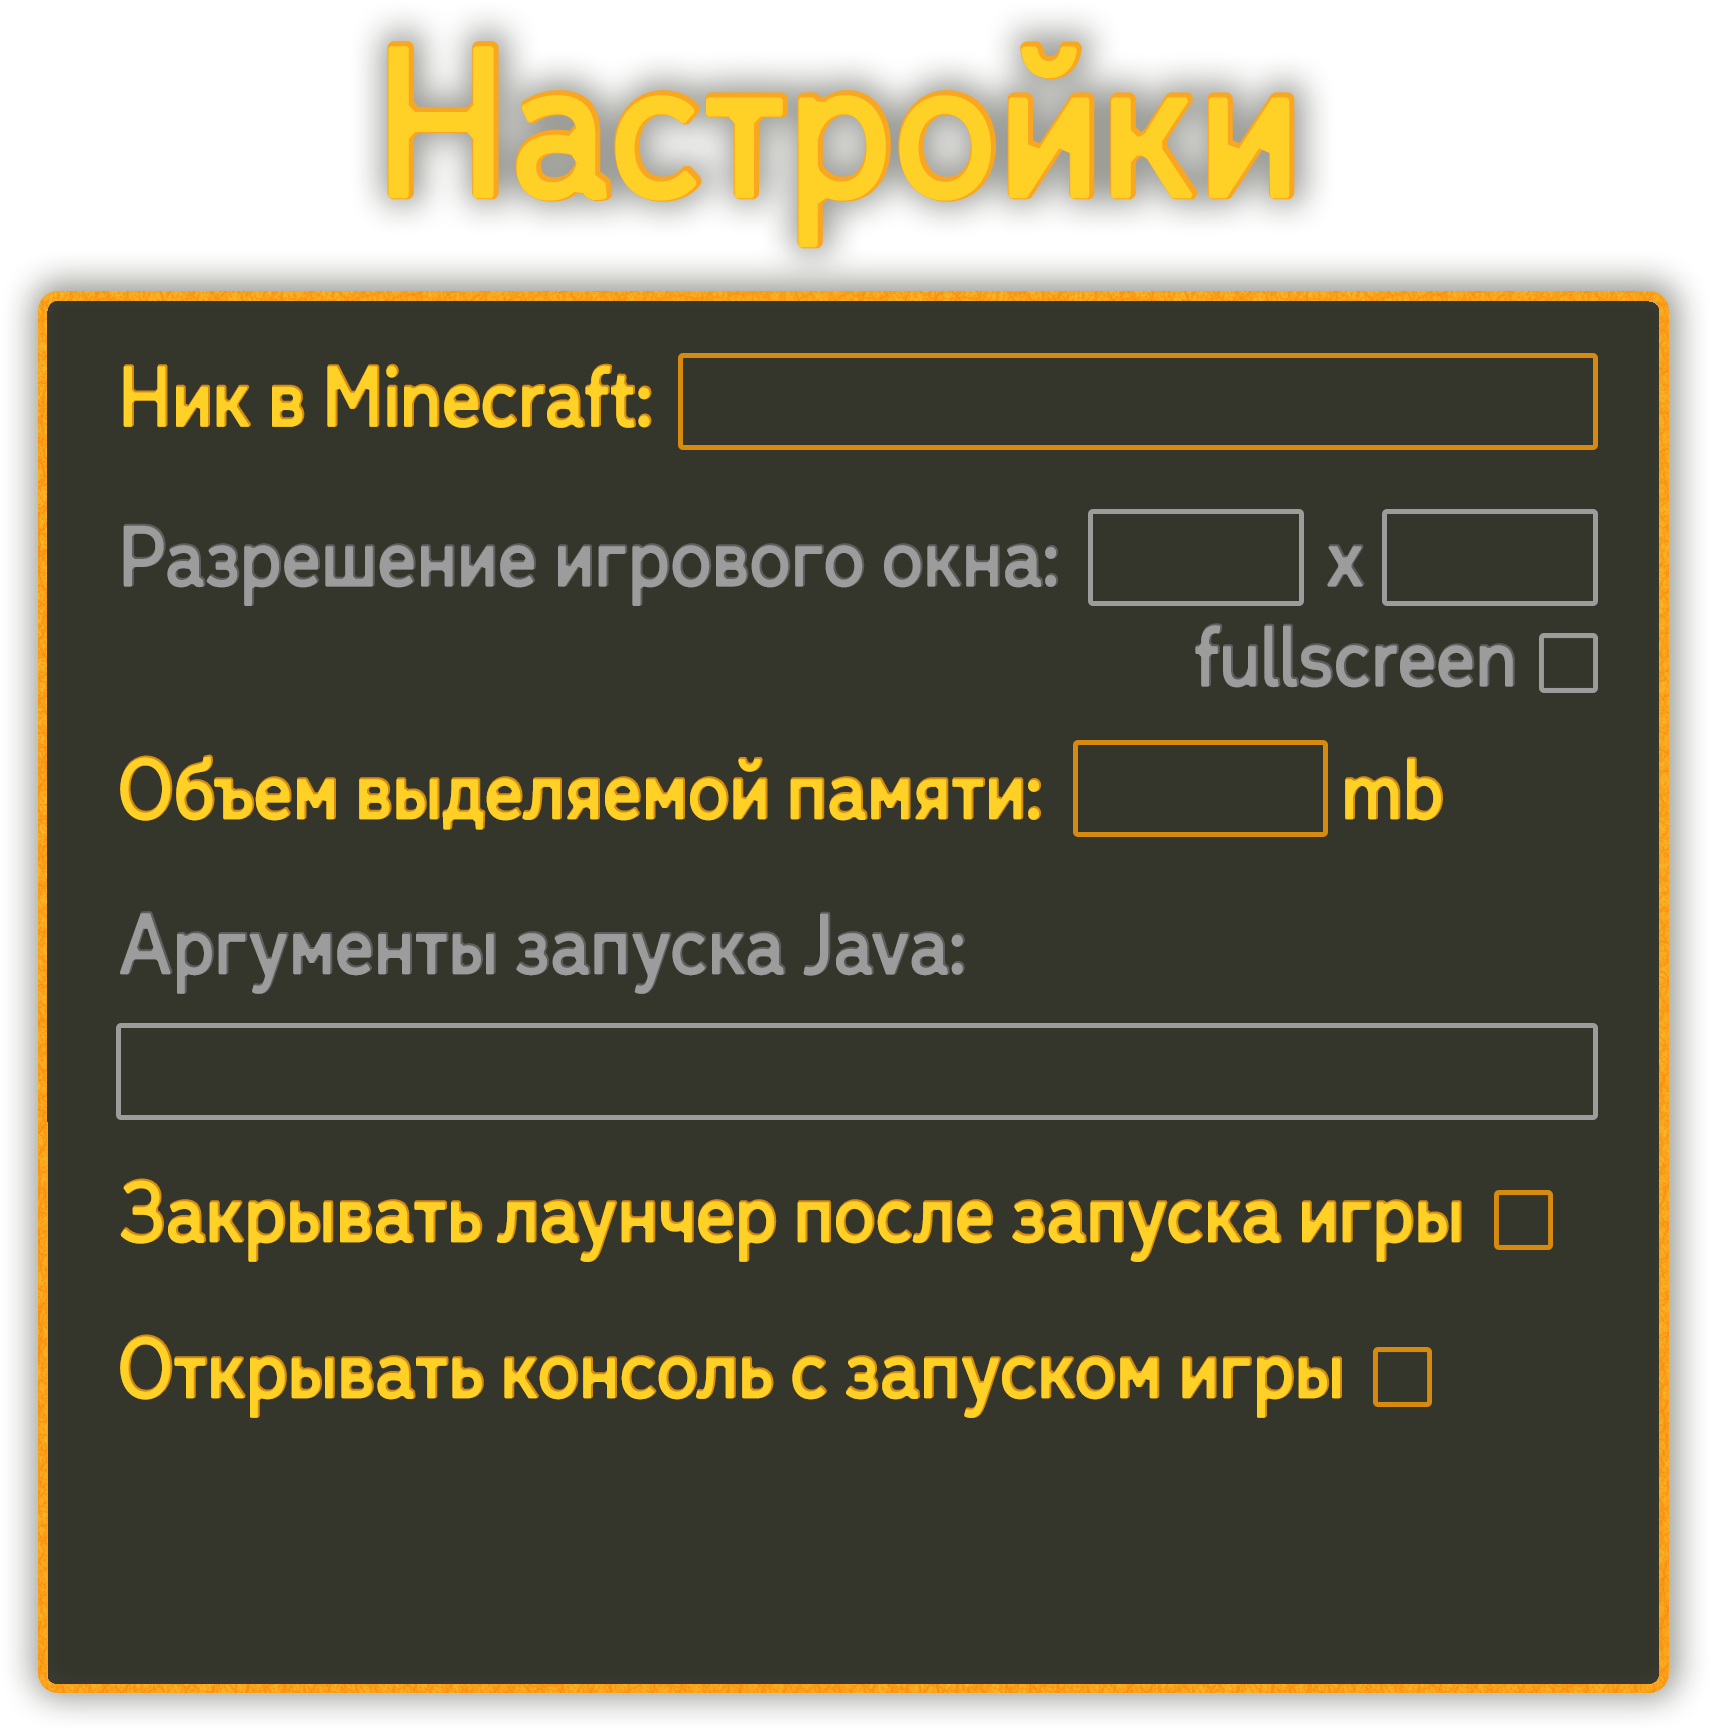 Настройки
Ник в Minecraft:
Разрешение игрового окна: x
fullscreen
Объем выделяемой памяти: mb
Аргументы запуска Java:
Закрывать лаунчер после запуска игры
Открывать консоль с запуском игры